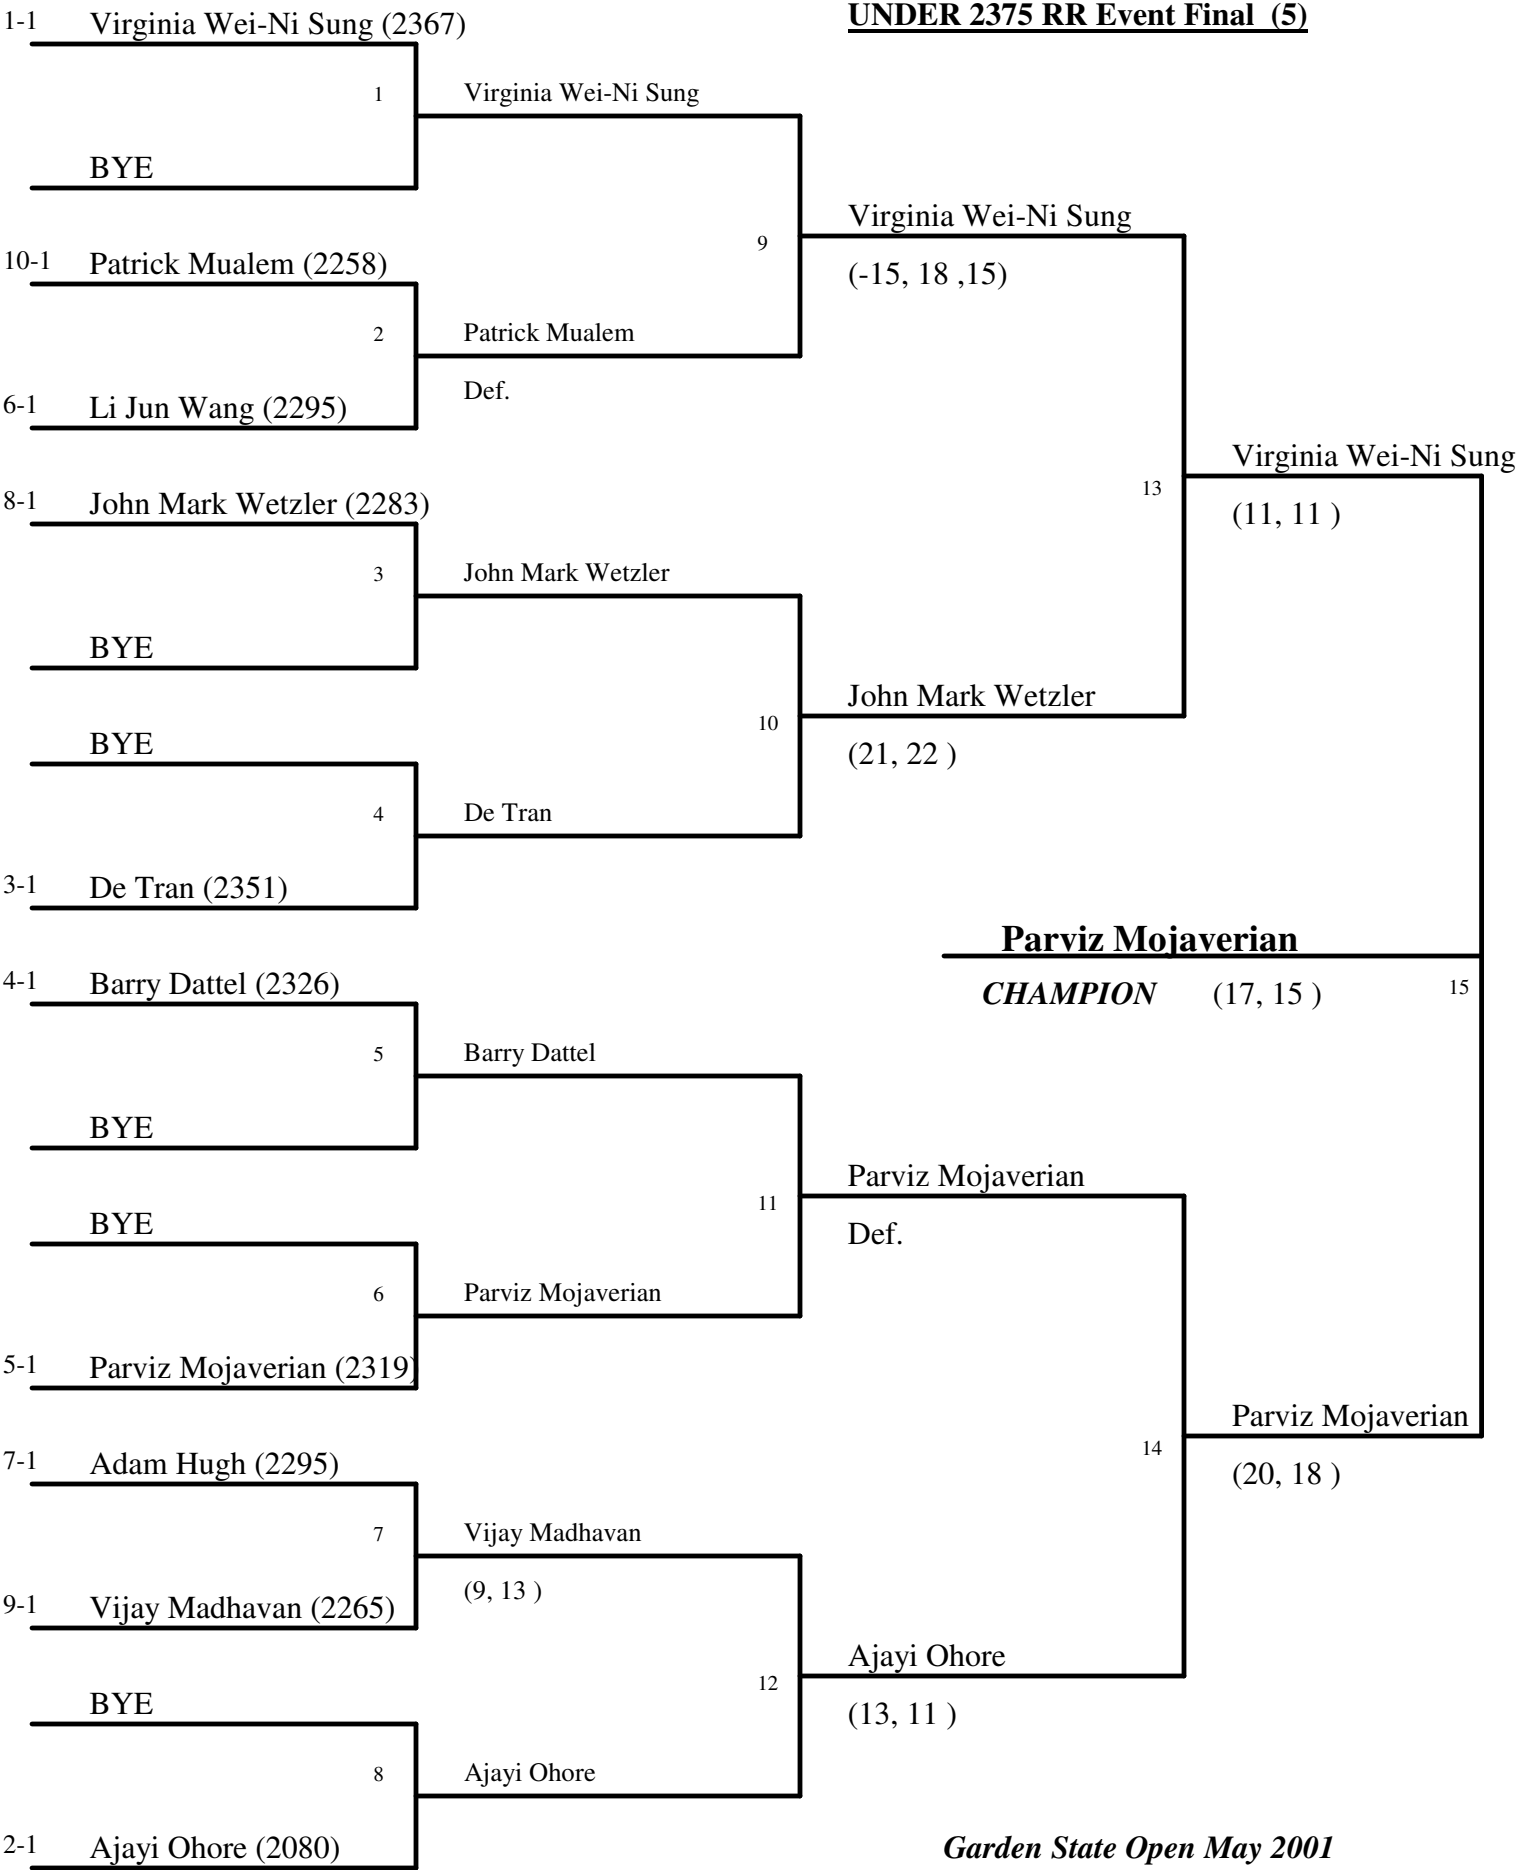 UNDER 2375 RR Event Final (5)
1-1 Virginia Wei-Ni Sung (2367)
1 Virginia Wei-Ni Sung
BYE
Virginia Wei-Ni Sung
9
(-15, 18 ,15)
10-1 Patrick Mualem (2258)
2 Patrick Mualem
Def.
6-1 Li Jun Wang (2295)
Virginia Wei-Ni Sung
13
(11, 11 )
8-1 John Mark Wetzler (2283)
3 John Mark Wetzler
BYE
John Mark Wetzler
10
(21, 22 )
BYE
4 De Tran
3-1 De Tran (2351)
Parviz Mojaverian
CHAMPION (17, 15 ) 15
4-1 Barry Dattel (2326)
5 Barry Dattel
BYE
Parviz Mojaverian
11
Def.
BYE
6 Parviz Mojaverian
5-1 Parviz Mojaverian (2319)
Parviz Mojaverian
14
(20, 18 )
7-1 Adam Hugh (2295)
7 Vijay Madhavan
(9, 13 )
9-1 Vijay Madhavan (2265)
Ajayi Ohore
12
(13, 11 )
BYE
8 Ajayi Ohore
2-1 Ajayi Ohore (2080)
Garden State Open May 2001